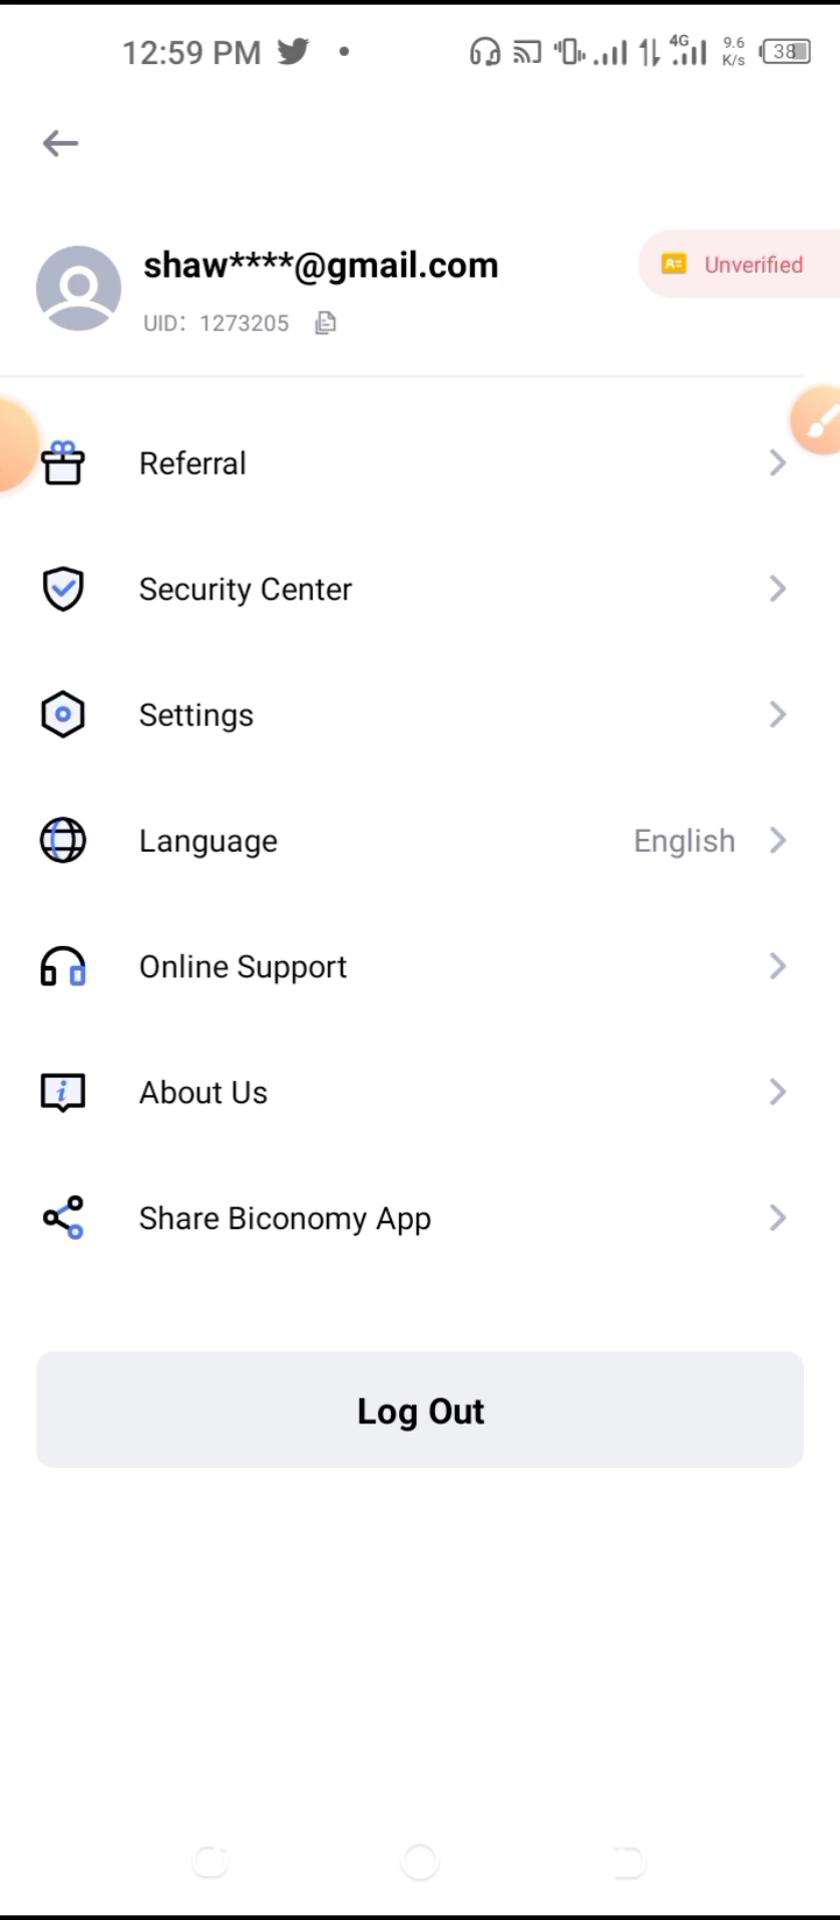 12:59 PM
4G
9.6
K/s
38
shaw****@gmail.com
Unverified
UID: 1273205
Referral
Security Center
Settings
Language English
Online Support
i
About Us
Share Biconomy App
Log Out